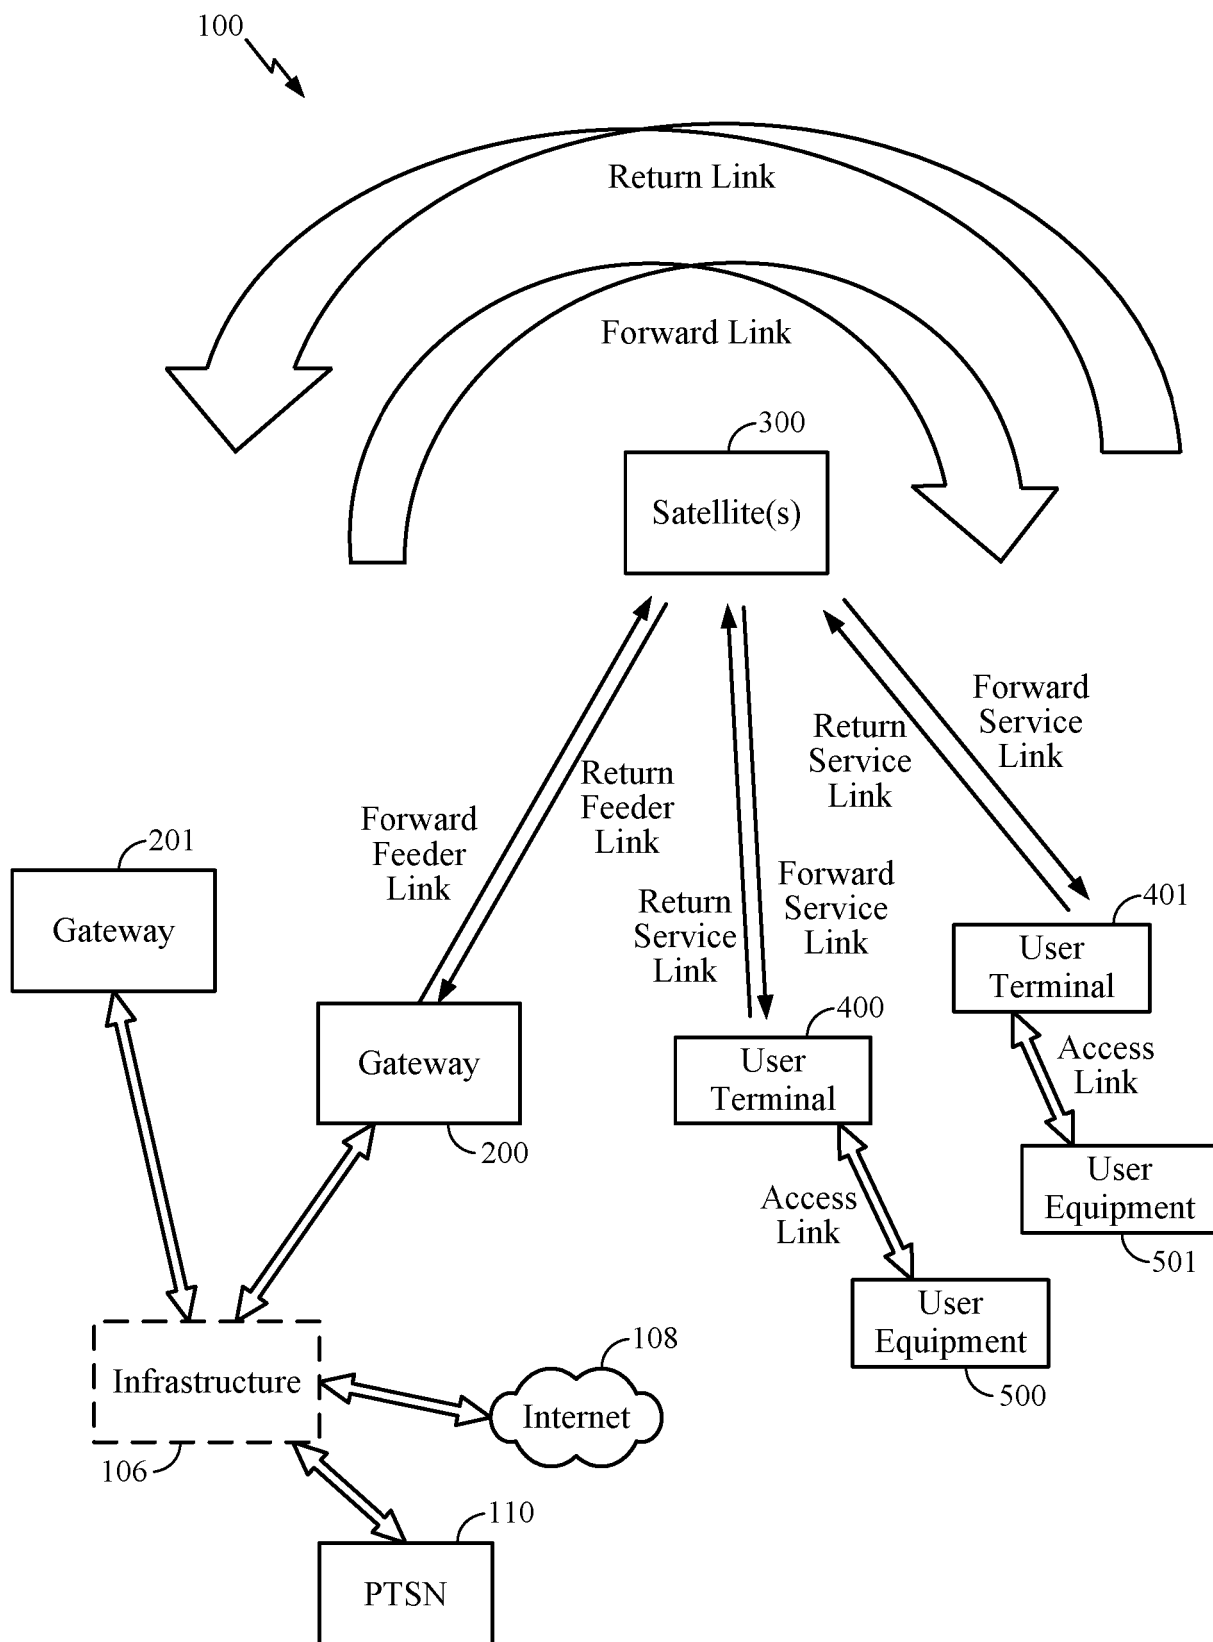 100
Return Link
Forward Link
300
Satellite(s)
Forward
Service
Link
Return
Service
Link
Return
Feeder
Link
Forward
Feeder
Link
201
Gateway
Forward
Service
Link
Return
Service
Link
401
User
Terminal
400
User
Terminal
Gateway
200
Access
Link
User
Equipment
501
Access
Link
User
Equipment
500
Infrastructure
106
108
Internet
110
PTSN